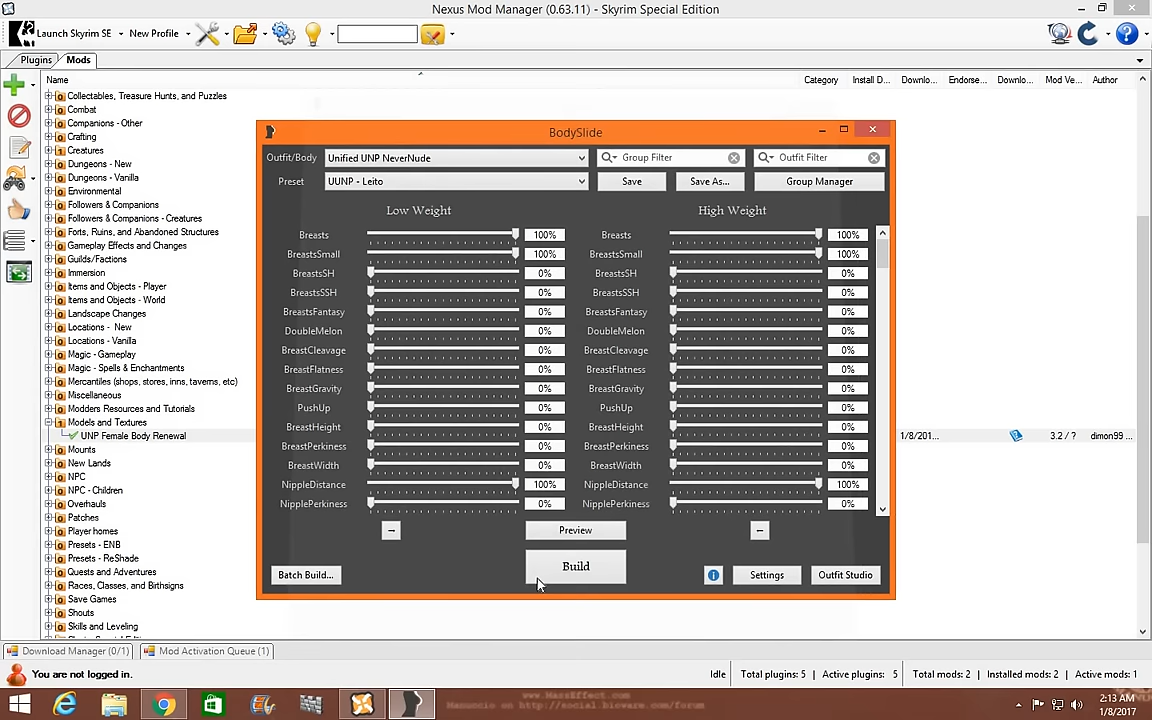 Nexus Mod Manager (0.63.11) - Skyrim Special Edition
Launch Skyrim SE
New Profile
Plugins
Mods
Name
Category
Install D...
Downlo...
Endorse...
Downlo...
Mod Ve...
Author
Collectables, Treasure Hunts, and Puzzles
Combat
Companions - Other
Crafting
Creatures
Dungeons - New
Dungeons - Vanilla
Environmental
Followers & Companions
Followers & Companions - Creatures
Forts, Ruins, and Abandoned Structures
Gameplay Effects and Changes
Guilds/Factions
Immersion
Items and Objects - Player
Items and Objects - World
Landscape Changes
Locations - New
Locations - Vanilla
Magic - Gameplay
Magic - Spells & Enchantments
Mercantiles (shops, stores, inns, taverns, etc)
Miscellaneous
Modders Resources and Tutorials
Models and Textures
UNP Female Body Renewal
1/8/201...
3.2 / ?
dimon99 ...
Mounts
New Lands
NPC
NPC - Children
Overhauls
Patches
Player homes
Presets - ENB
Presets - ReShade
Quests and Adventures
Races, Classes, and Birthsigns
Save Games
Shouts
Skills and Leveling
BodySlide
Outfit/Body
Unified UNP NeverNude
Group Filter
Outfit Filter
Preset
UUNP - Leito
Save
Save As...
Group Manager
Low Weight
High Weight
Breasts 100% Breasts 100%
BreastsSmall 100% BreastsSmall 100%
BreastsSH 0% BreastsSH 0%
BreastsSSH 0% BreastsSSH 0%
BreastsFantasy 0% BreastsFantasy 0%
DoubleMelon 0% DoubleMelon 0%
BreastCleavage 0% BreastCleavage 0%
BreastFlatness 0% BreastFlatness 0%
BreastGravity 0% BreastGravity 0%
PushUp 0% PushUp 0%
BreastHeight 0% BreastHeight 0%
BreastPerkiness 0% BreastPerkiness 0%
BreastWidth 0% BreastWidth 0%
NippleDistance 100% NippleDistance 100%
NipplePerkiness 0% NipplePerkiness 0%
Preview
Build
Batch Build...
Settings
Outfit Studio
Download Manager (0/1)
Mod Activation Queue (1)
You are not logged in.
Idle
Total plugins: 5 | Active plugins: 5
Total mods: 2 | Installed mods: 2 | Active mods: 1
www.MassEffect.com
Manuccio on http://social.bioware.com/forum
2:13 AM
1/8/2017